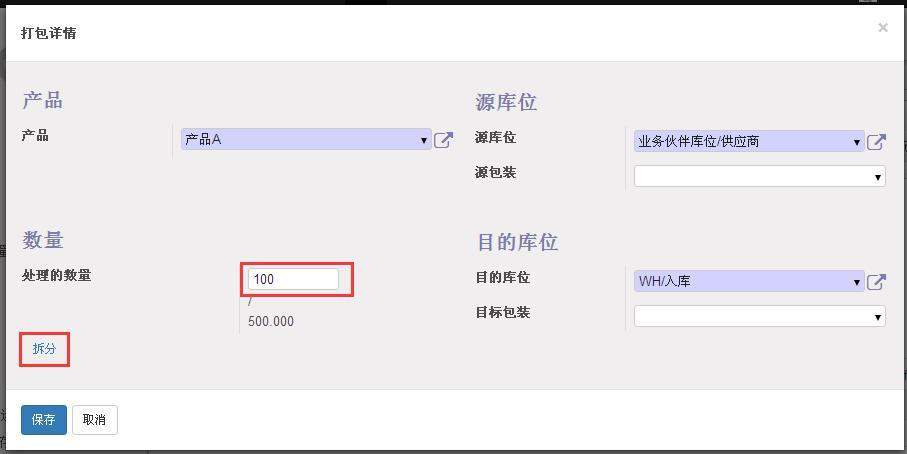 打包详情
×
产品
产品
产品A
源库位
源库位
业务伙伴库位/供应商
源包装
数量
处理的数量
100
/
500.000
拆分
目的库位
目的库位
WH/入库
目标包装
保存
取消